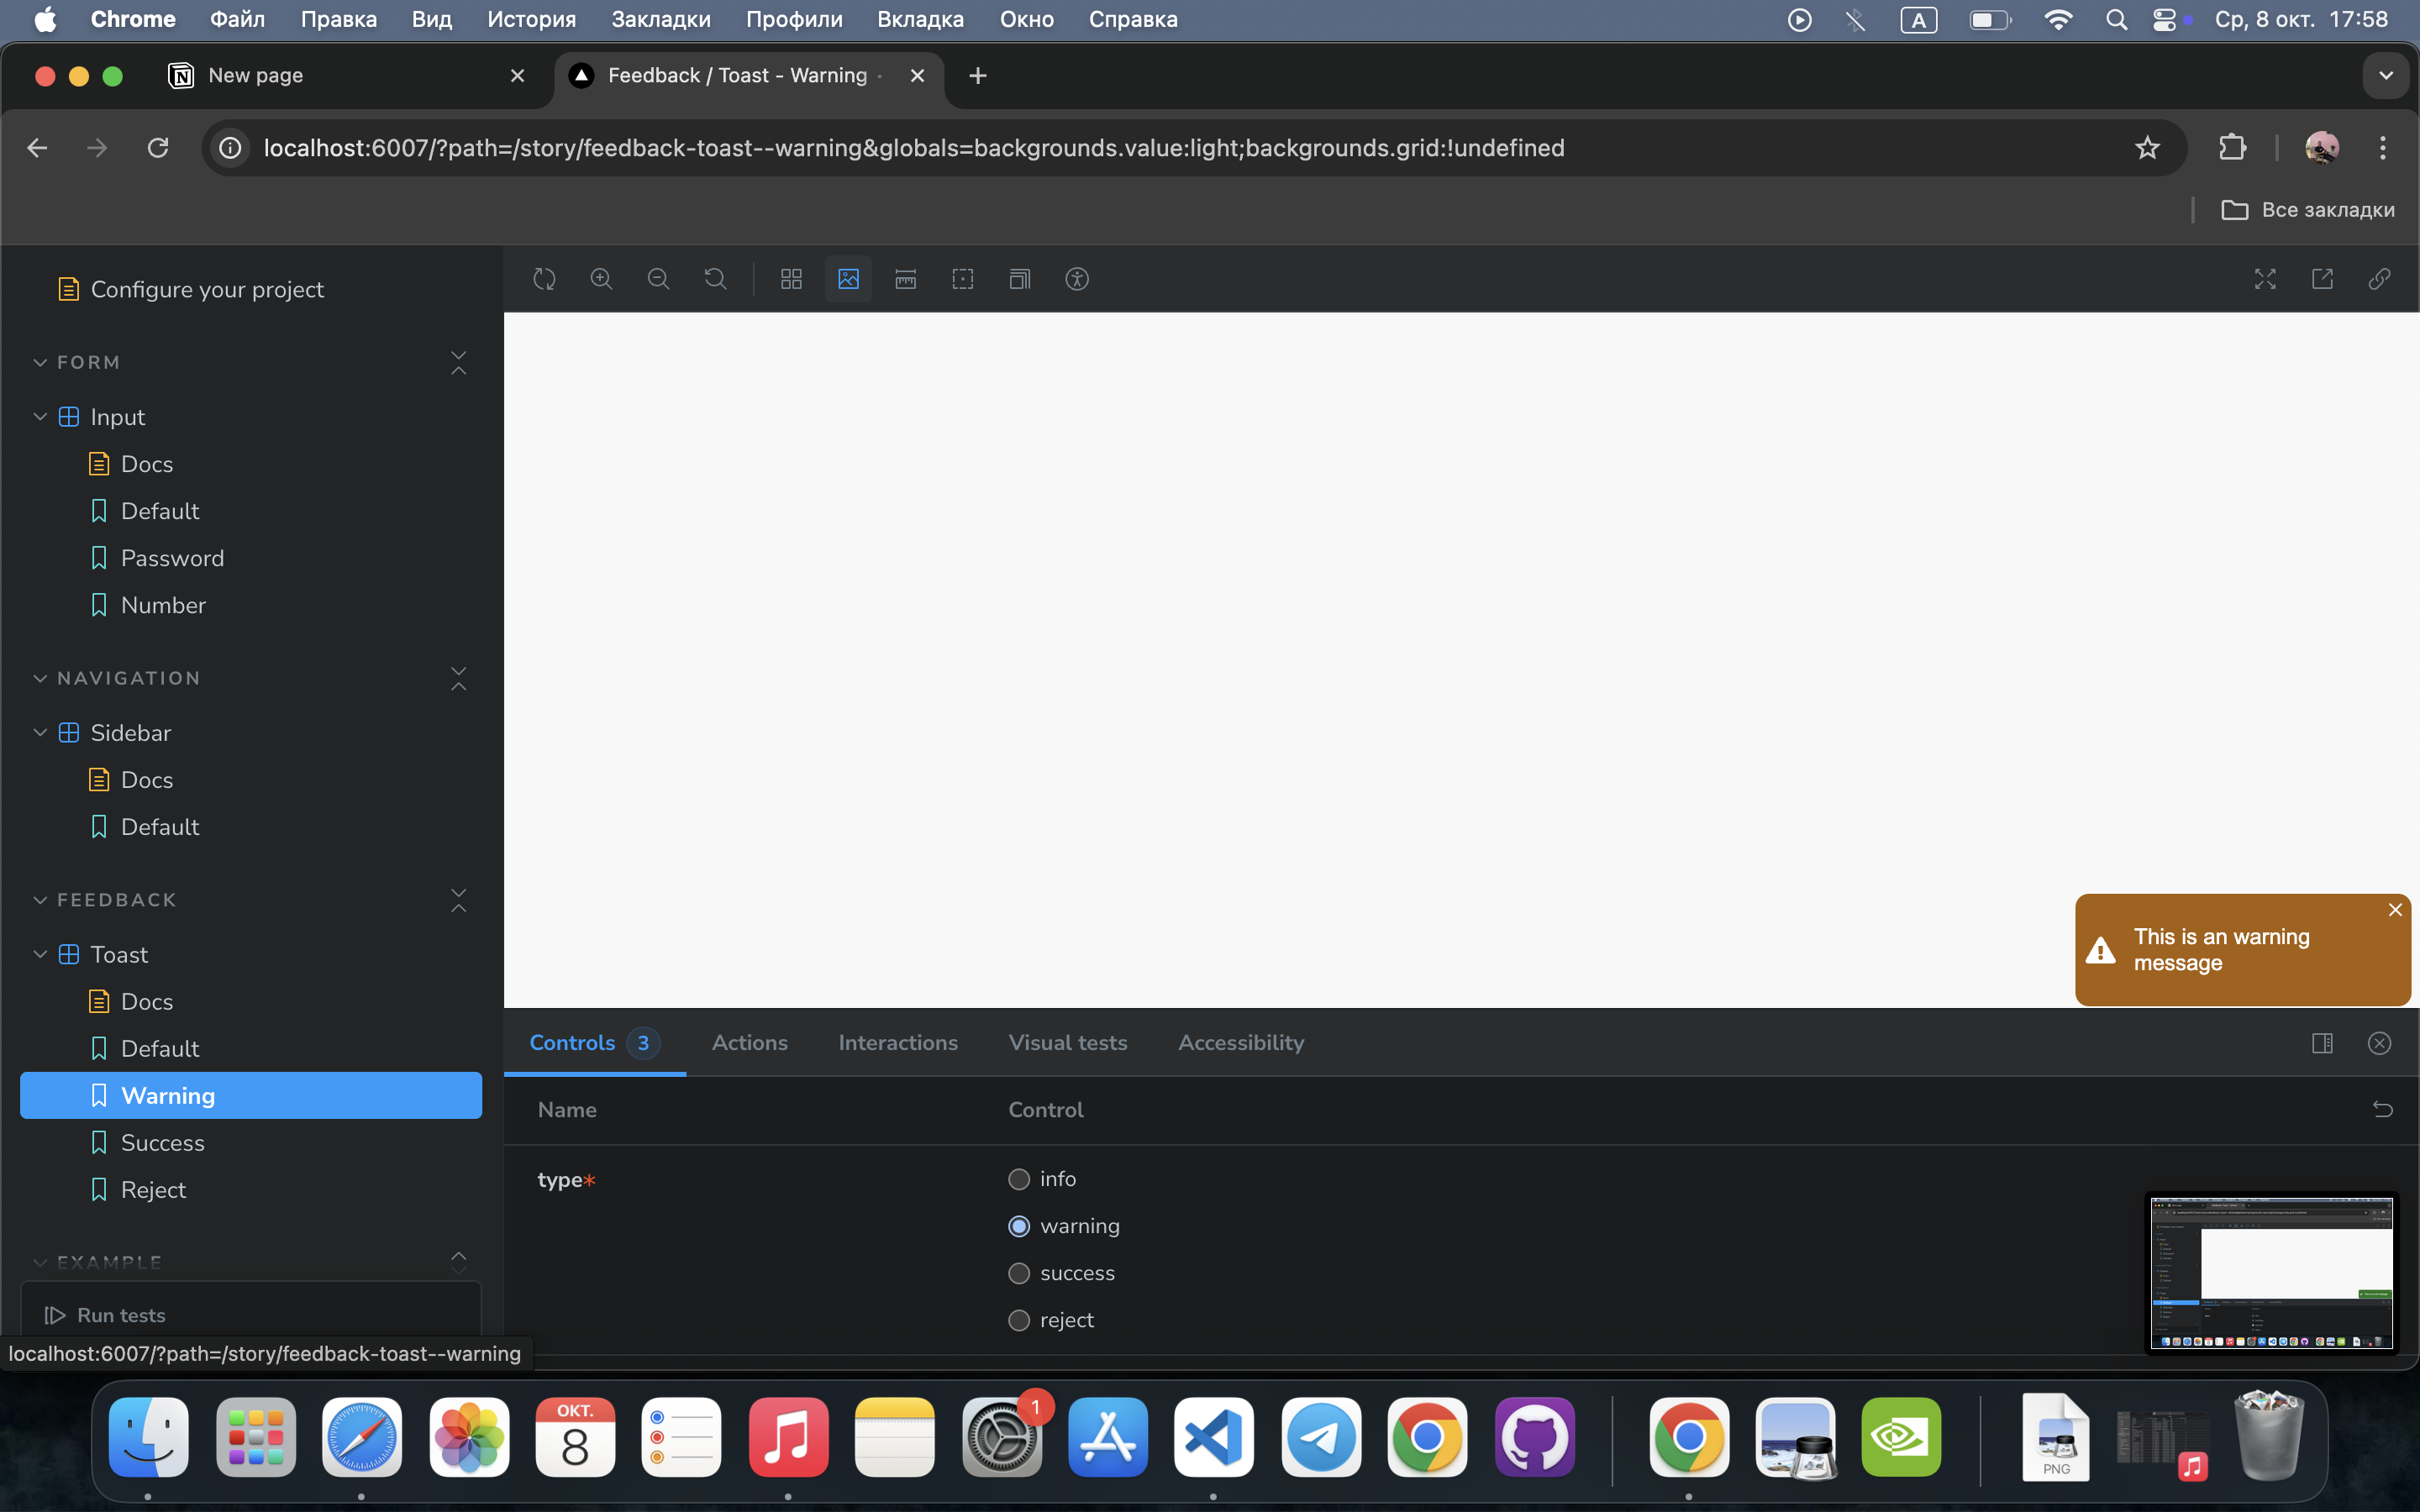 Chrome Файл Правка Вид История Закладки Профили Вкладка Окно Справка A Ср, 8 окт. 17:58
New page Feedback / Toast - Warning ·
localhost:6007/?path=/story/feedback-toast--warning&globals=backgrounds.value:light;backgrounds.grid:!undefined
Все закладки
Configure your project
FORM
Input
Docs
Default
Password
Number
NAVIGATION
Sidebar
Docs
Default
FEEDBACK
Toast
Docs
Default
Warning
Success
Reject
EXAMPLE
Run tests
localhost:6007/?path=/story/feedback-toast--warning
This is an warning
message
Controls 3 Actions Interactions Visual tests Accessibility
Name Control
type* info
warning
success
reject
ОКТ.
8
1
PNG